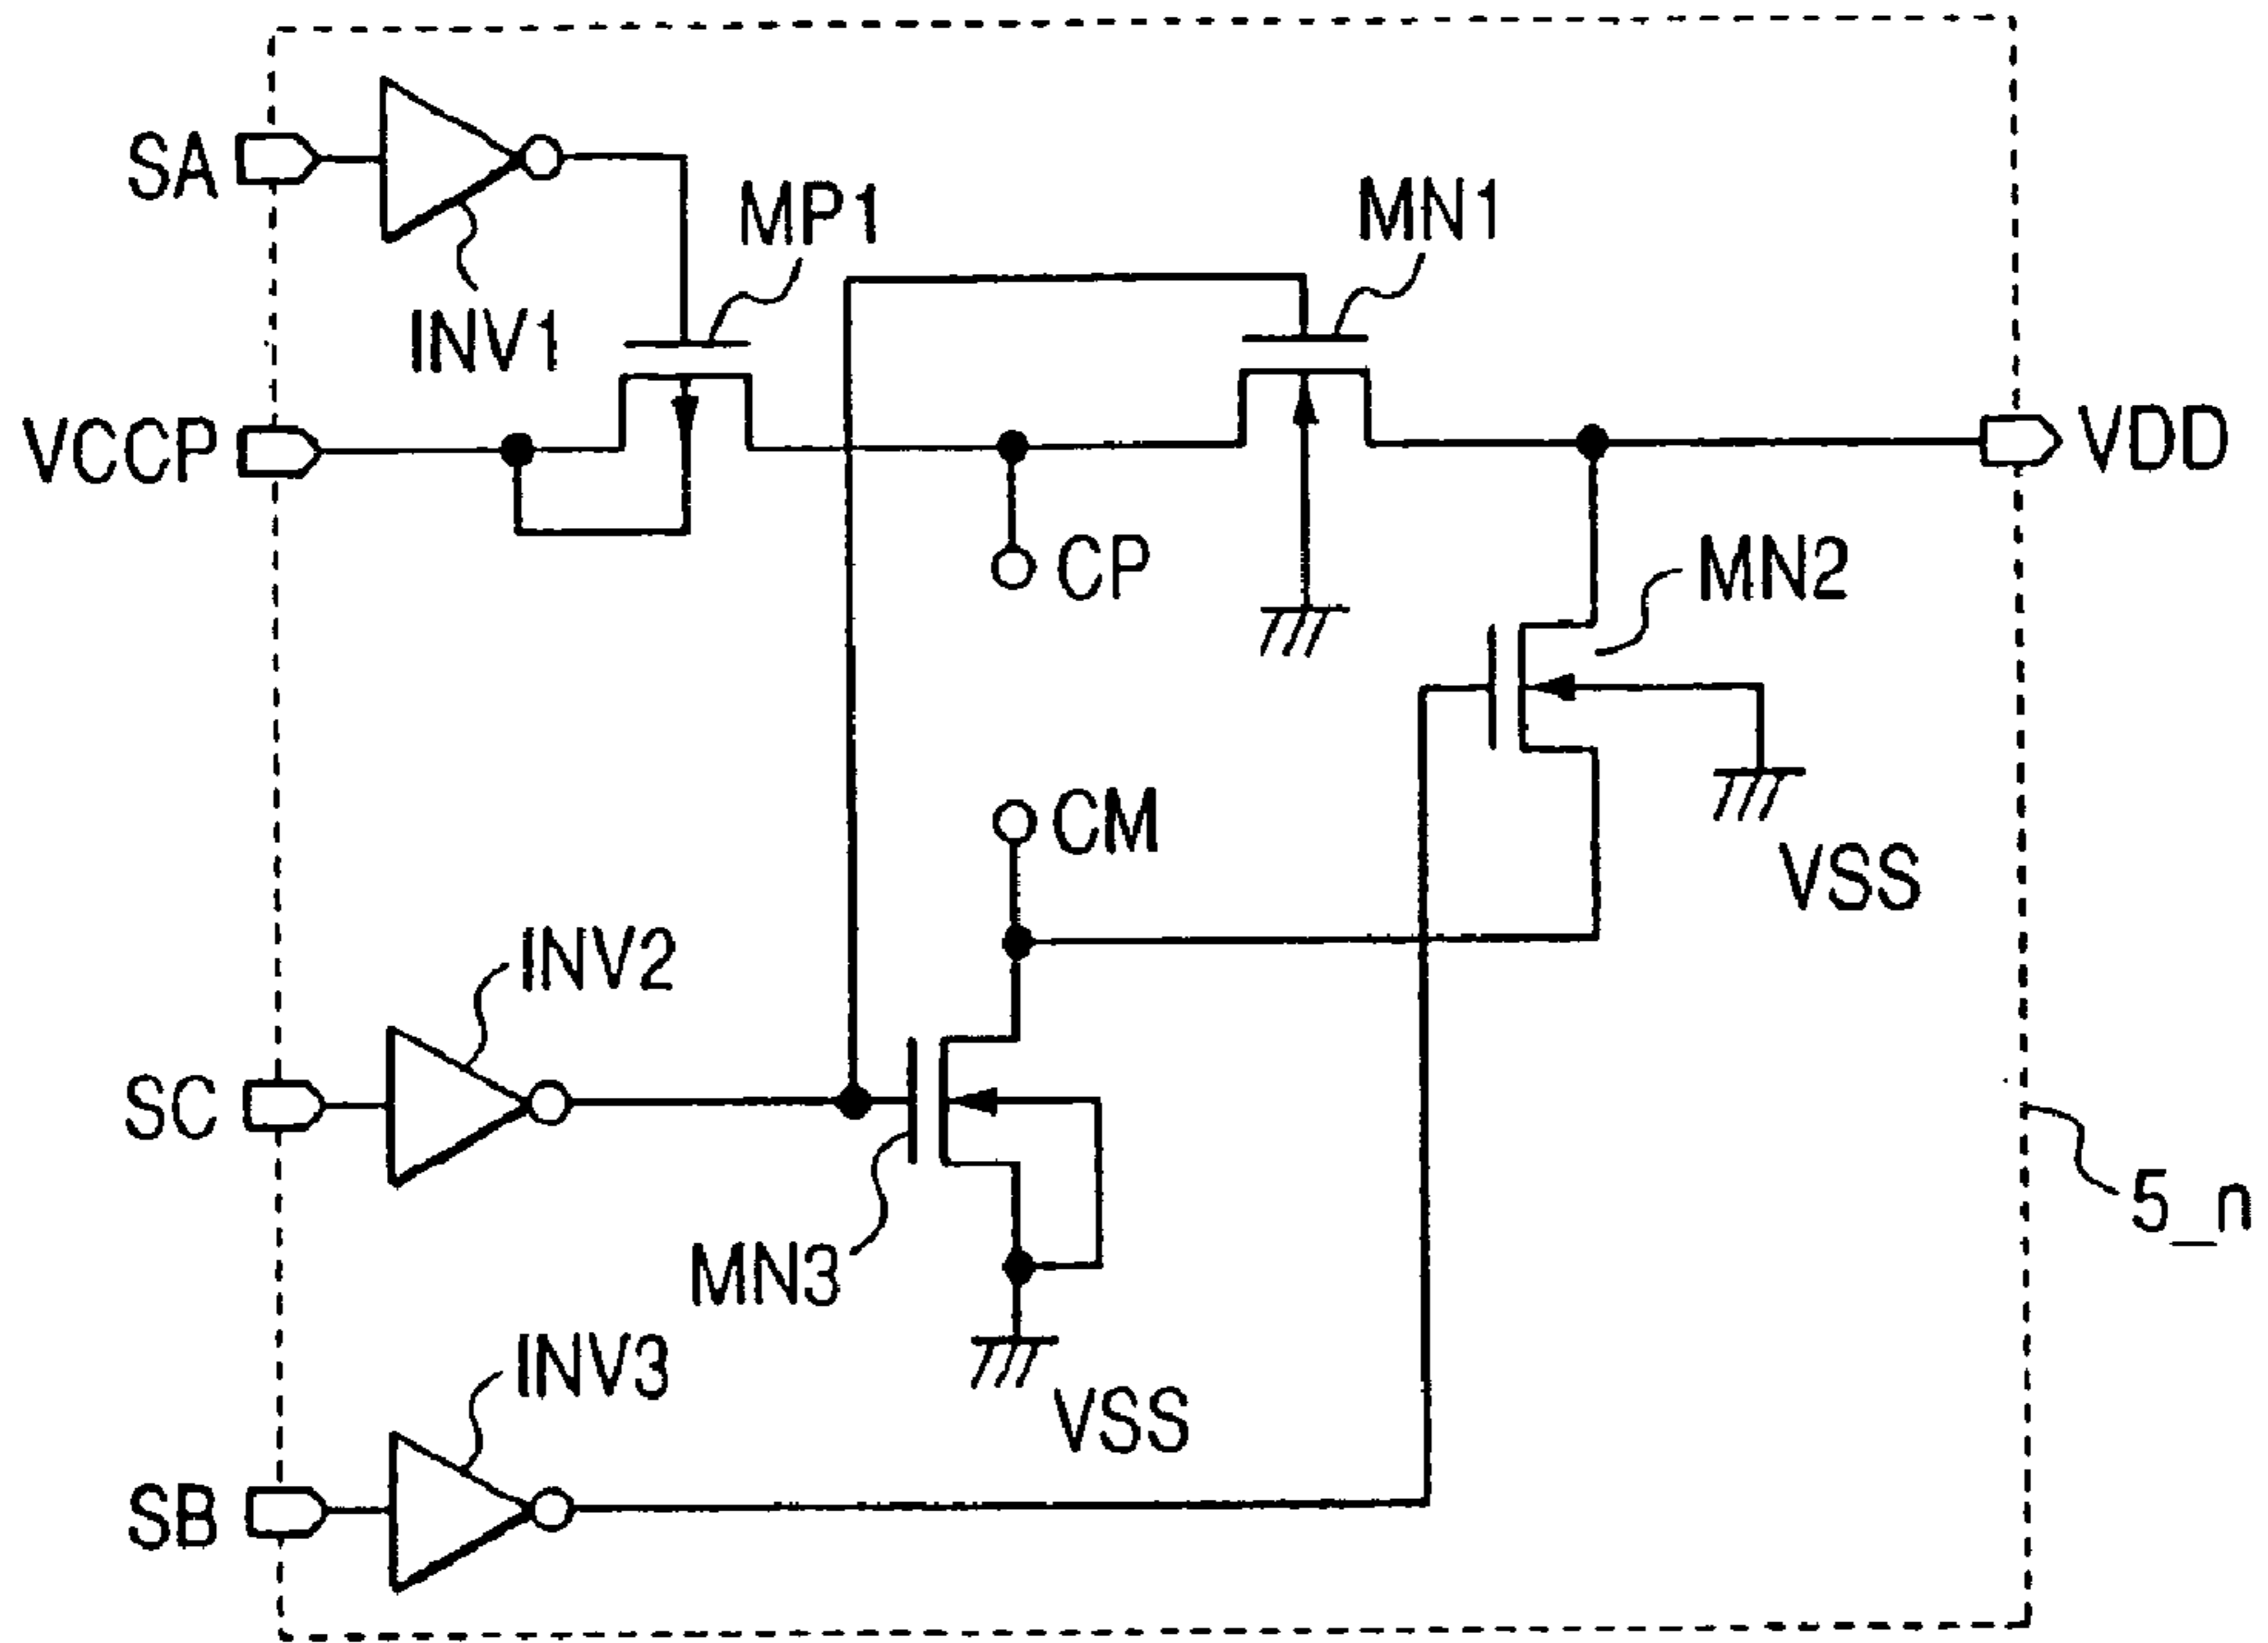 SA
MP1
MN1
INV1
VCCP
VDD
CP
MN2
CM
VSS
INV2
SC
5_n
MN3
INV3
VSS
SB